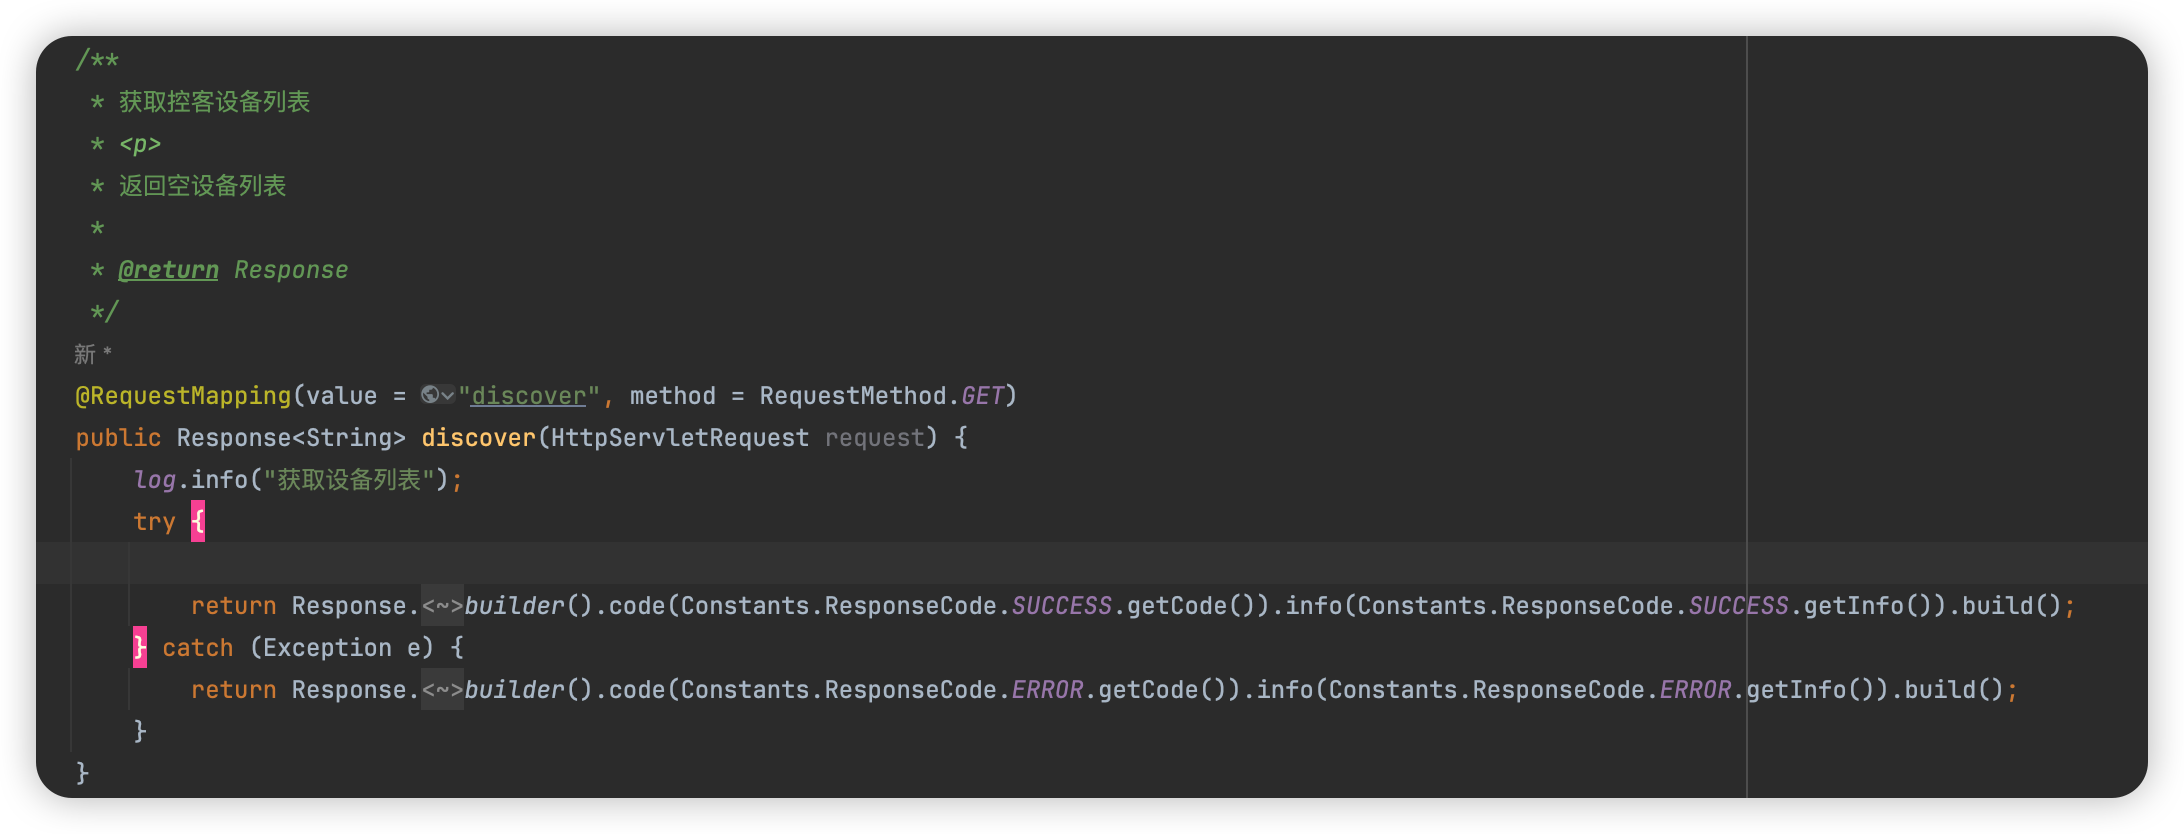 /**
 * 获取控客设备列表
 * <p>
 * 返回空设备列表
 *
 * @return Response
 */
新 *
@RequestMapping(value = "discover", method = RequestMethod.GET)
public Response<String> discover(HttpServletRequest request) {
    log.info("获取设备列表");
    try {
        return Response.<~>builder().code(Constants.ResponseCode.SUCCESS.getCode()).info(Constants.ResponseCode.SUCCESS.getInfo()).build();
    } catch (Exception e) {
        return Response.<~>builder().code(Constants.ResponseCode.ERROR.getCode()).info(Constants.ResponseCode.ERROR.getInfo()).build();
    }
}